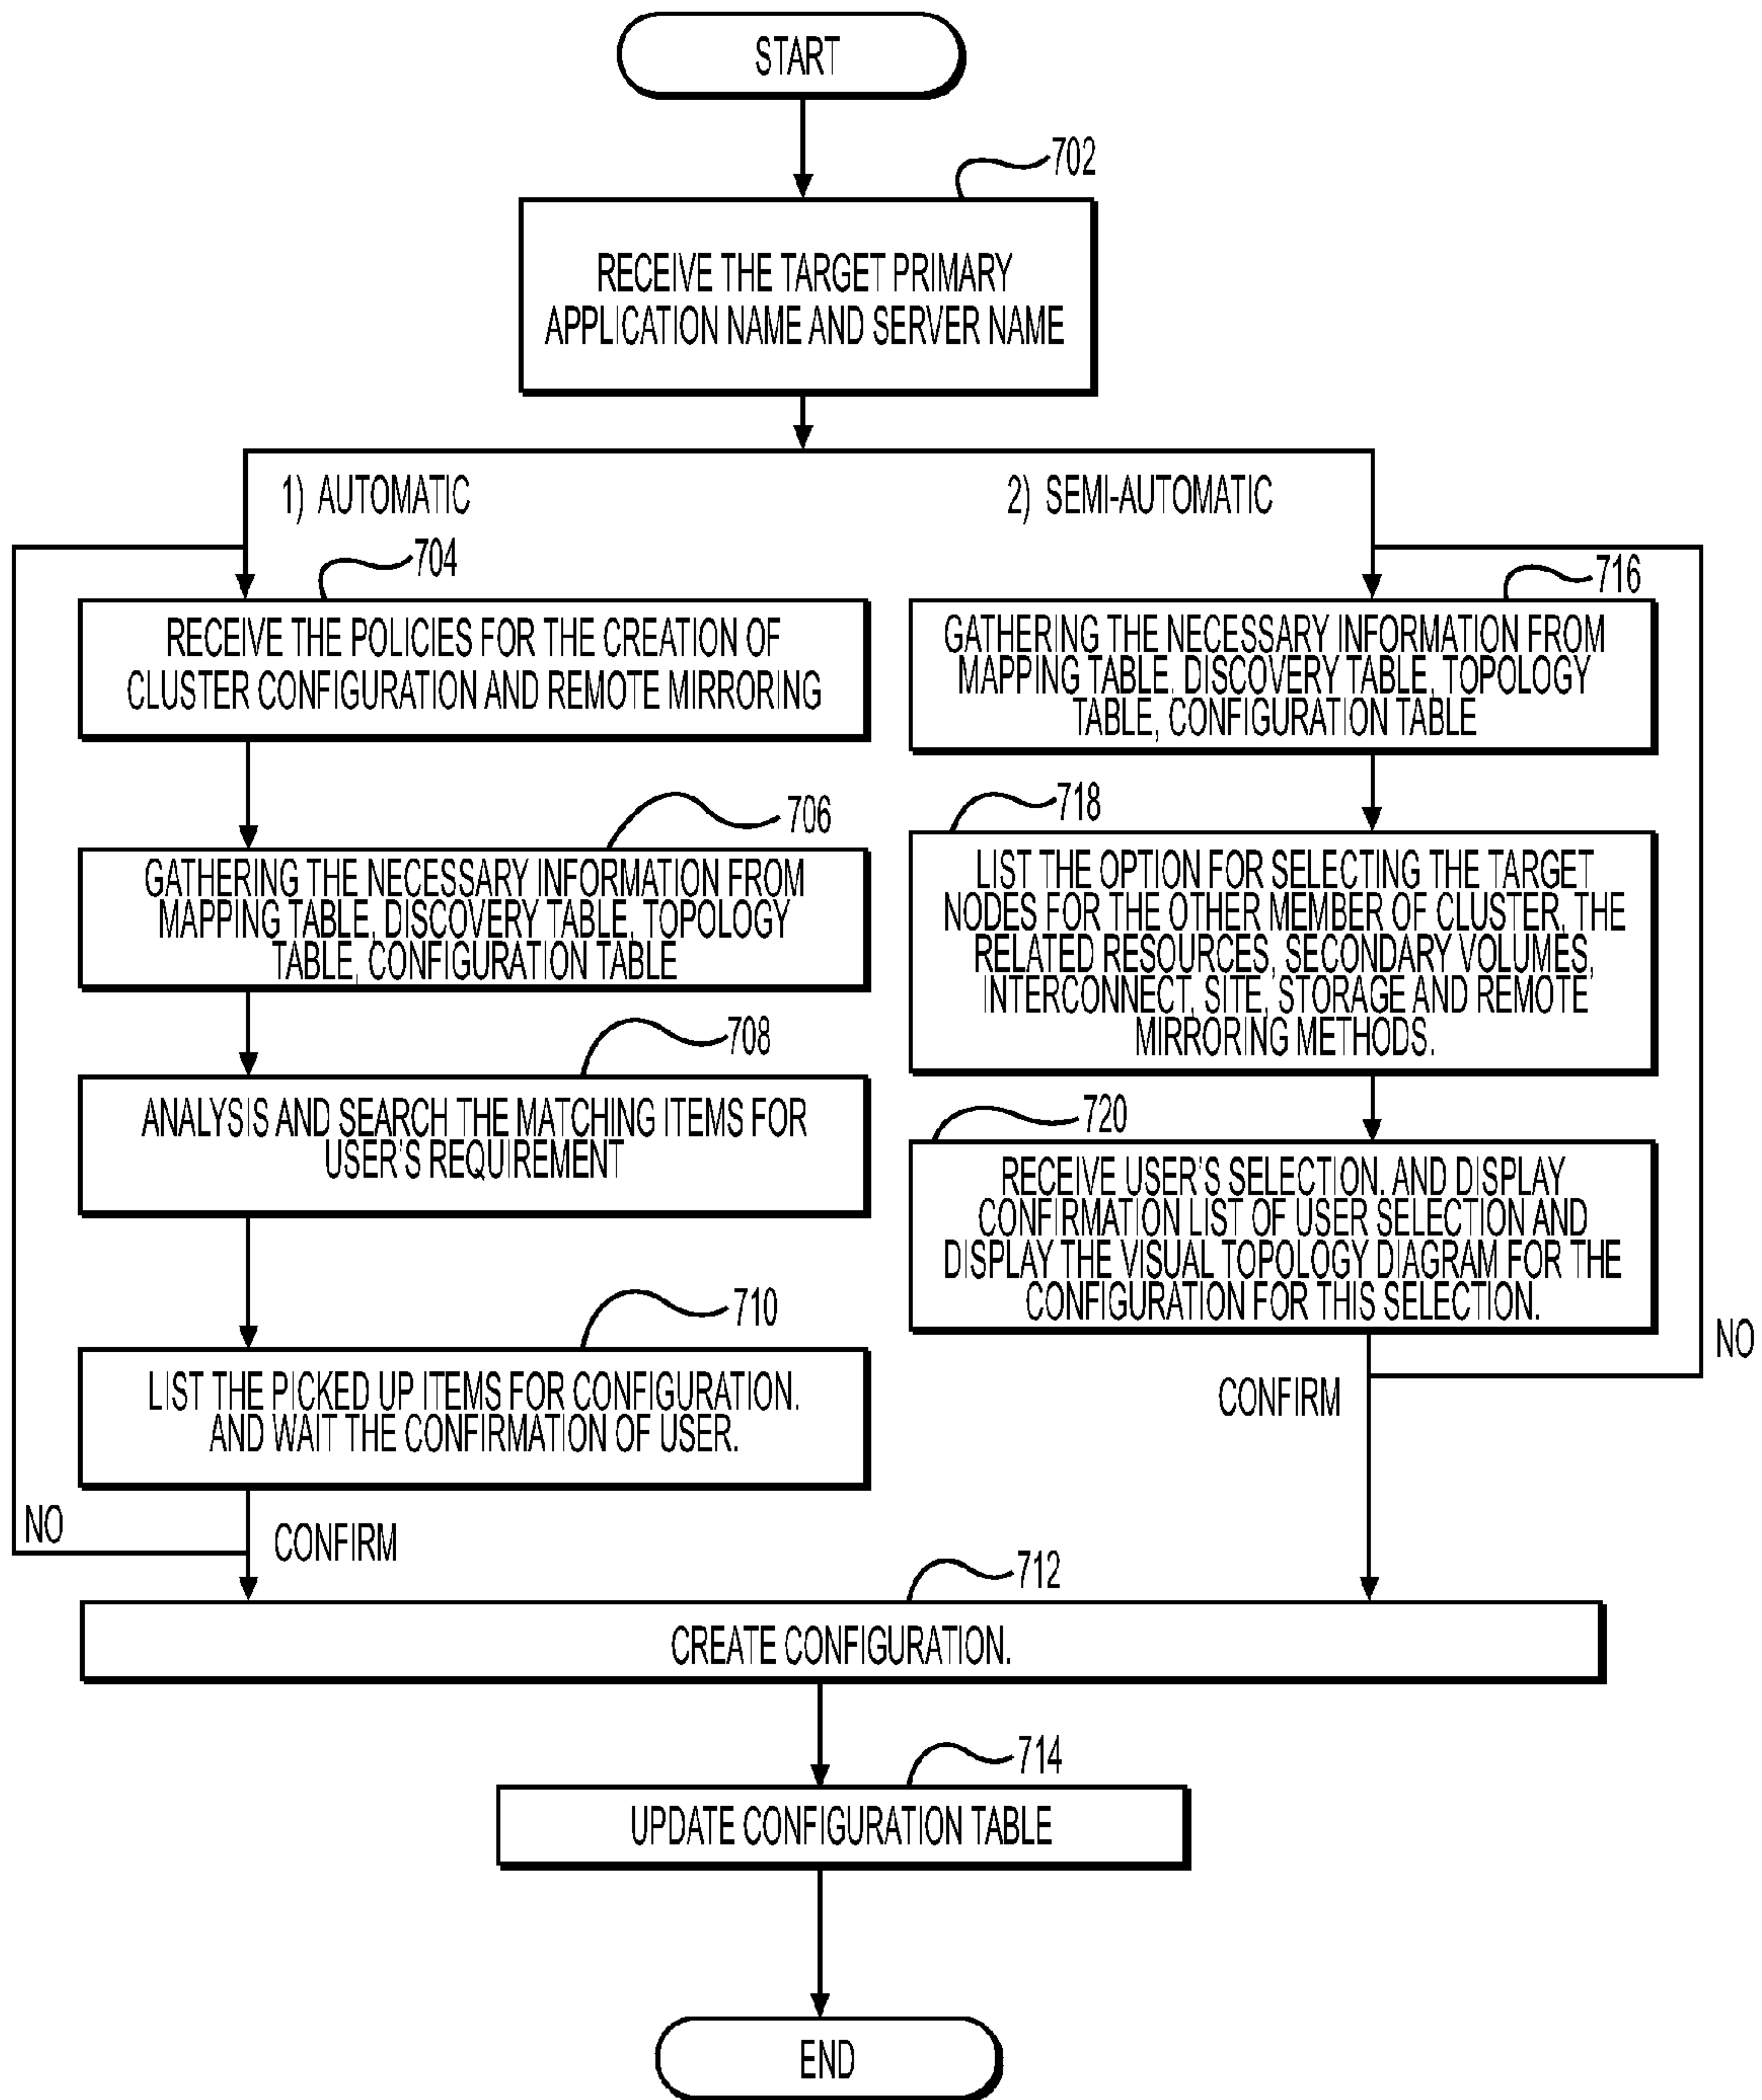 START
702
RECEIVE THE TARGET PRIMARY
APPLICATION NAME AND SERVER NAME
1) AUTOMATIC
2) SEMI-AUTOMATIC
704
RECEIVE THE POLICIES FOR THE CREATION OF
CLUSTER CONFIGURATION AND REMOTE MIRRORING
706
GATHERING THE NECESSARY INFORMATION FROM
MAPPING TABLE, DISCOVERY TABLE, TOPOLOGY
TABLE, CONFIGURATION TABLE
708
ANALYSIS AND SEARCH THE MATCHING ITEMS FOR
USER'S REQUIREMENT
710
LIST THE PICKED UP ITEMS FOR CONFIGURATION.
AND WAIT THE CONFIRMATION OF USER.
NO
CONFIRM
716
GATHERING THE NECESSARY INFORMATION FROM
MAPPING TABLE. DISCOVERY TABLE, TOPOLOGY
TABLE, CONFIGURATION TABLE
718
LIST THE OPTION FOR SELECTING THE TARGET
NODES FOR THE OTHER MEMBER OF CLUSTER, THE
RELATED RESOURCES, SECONDARY VOLUMES,
INTERCONNECT, SITE, STORAGE AND REMOTE
MIRRORING METHODS.
720
RECEIVE USER'S SELECTION. AND DISPLAY
CONFIRMATION LIST OF USER SELECTION AND
DISPLAY THE VISUAL TOPOLOGY DIAGRAM FOR THE
CONFIGURATION FOR THIS SELECTION.
NO
CONFIRM
712
CREATE CONFIGURATION.
714
UPDATE CONFIGURATION TABLE
END